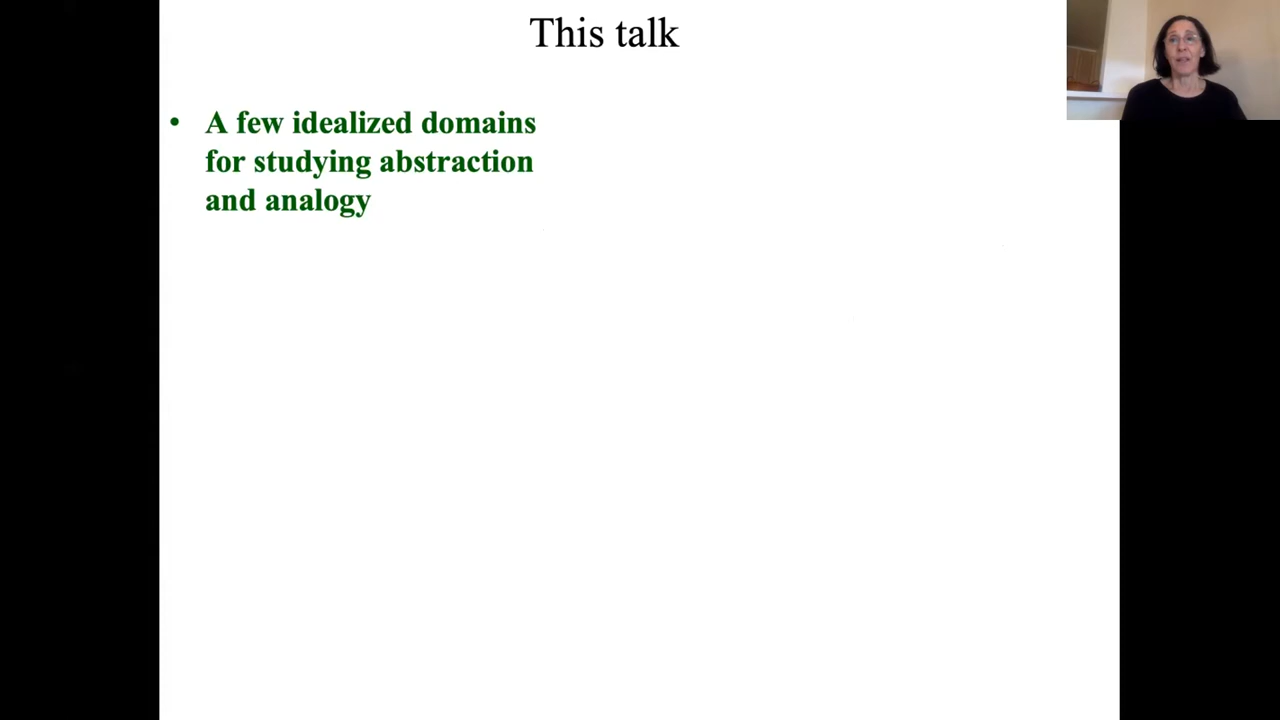 This talk
• A few idealized domains
for studying abstraction
and analogy